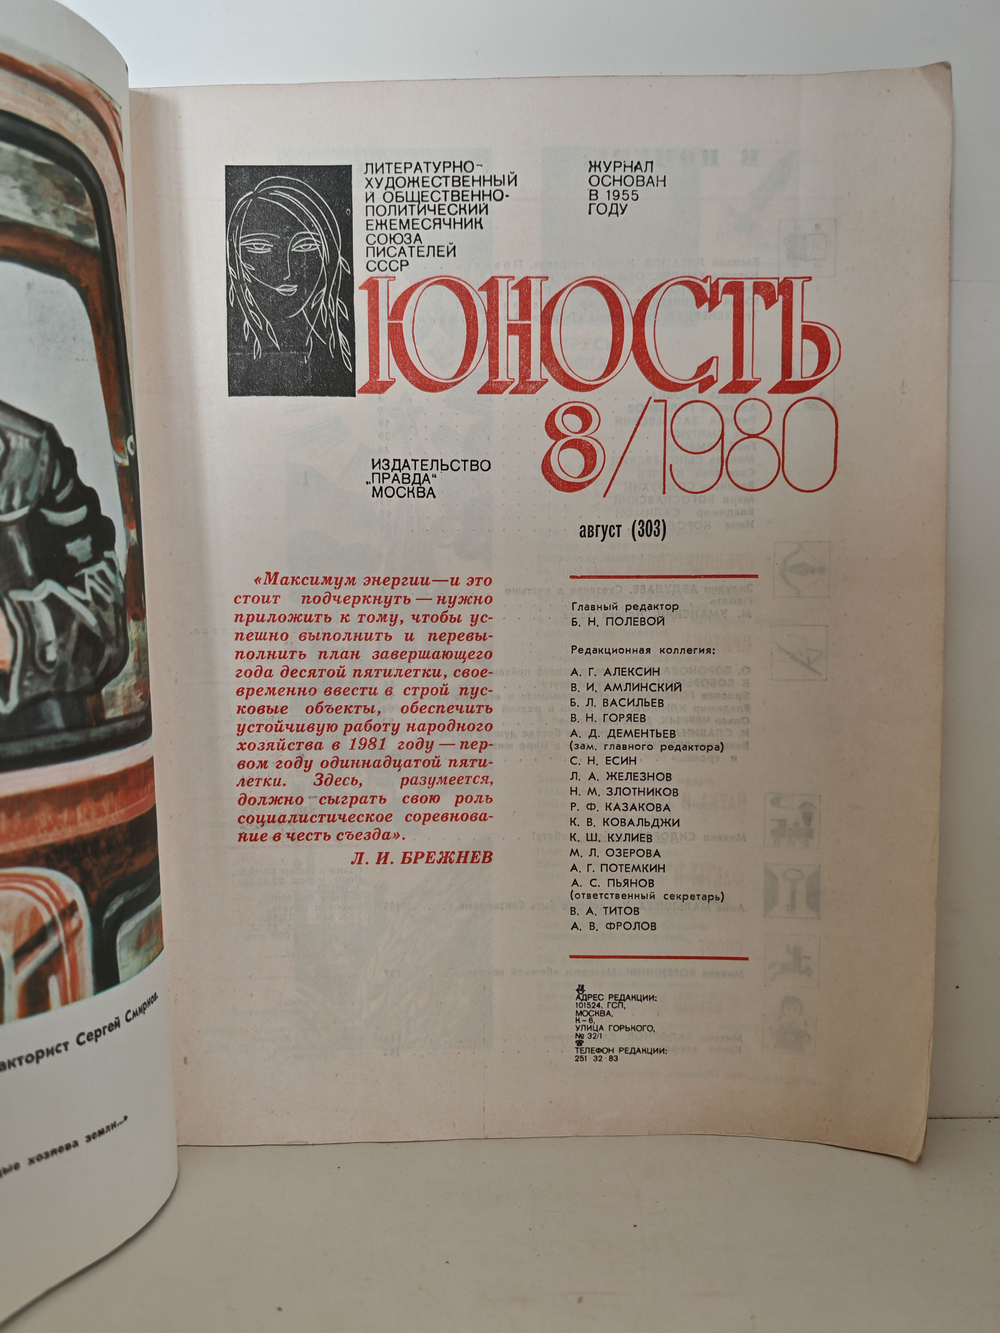 ЛИТЕРАТУРНО-
ХУДОЖЕСТВЕННЫЙ
И ОБЩЕСТВЕННО-
ПОЛИТИЧЕСКИЙ
ЕЖЕМЕСЯЧНИК
СОЮЗА
ПИСАТЕЛЕЙ
СССР
ЖУРНАЛ
ОСНОВАН
В 1955
ГОДУ
ЮНОСТЬ
8/1980
ИЗДАТЕЛЬСТВО
„ПРАВДА“
МОСКВА
август (303)
«Максимум энергии—и это
стоит подчеркнуть — нужно
приложить к тому, чтобы ус-
пешно выполнить и перевы-
полнить план завершающего
года десятой пятилетки, свое-
временно ввести в строй пус-
ковые объекты, обеспечить
устойчивую работу народного
хозяйства в 1981 году — пер-
вом году одиннадцатой пяти-
летки. Здесь, разумеется,
должно сыграть свою роль
социалистическое соревнова-
ние в честь съезда».
Л. И. БРЕЖНЕВ
Главный редактор
Б. Н. ПОЛЕВОЙ
Редакционная коллегия:
А. Г. АЛЕКСИН
В. И. АМЛИНСКИЙ
Б. Л. ВАСИЛЬЕВ
В. Н. ГОРЯЕВ
А. Д. ДЕМЕНТЬЕВ
(зам. главного редактора)
С. Н. ЕСИН
Л. А. ЖЕЛЕЗНОВ
Н. М. ЗЛОТНИКОВ
Р. Ф. КАЗАКОВА
К. В. КОВАЛЬДЖИ
К. Ш. КУЛИЕВ
М. Л. ОЗЕРОВА
А. Г. ПОТЕМКИН
А. С. ПЬЯНОВ
(ответственный секретарь)
В. А. ТИТОВ
А. В. ФРОЛОВ
АДРЕС РЕДАКЦИИ:
101524, ГСП,
МОСКВА,
К-6,
УЛИЦА ГОРЬКОГО,
№ 32/1
ТЕЛЕФОН РЕДАКЦИИ:
251 32 83
акторист Сергей Смирнов
хозяева земли..."